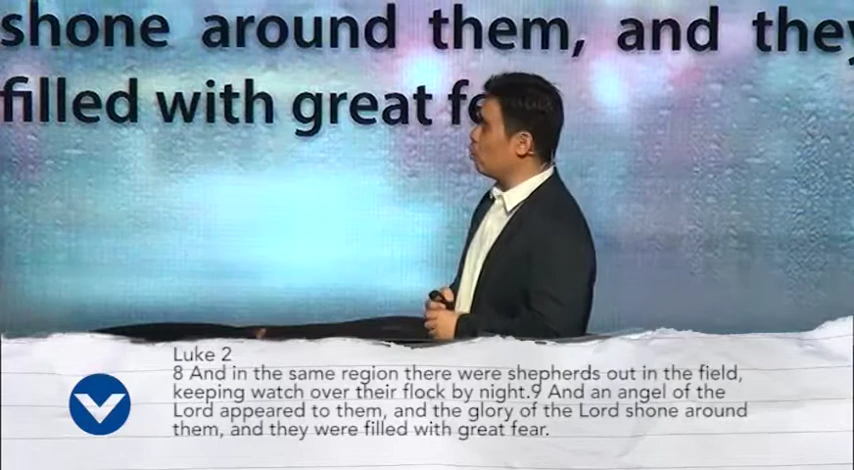 shone around them, and they
filled with great
Luke 2
8 And in the same region there were shepherds out in the field,
keeping watch over their flock by night.9 And an angel of the
Lord appeared to them, and the glory of the Lord shone around
them, and they were filled with great fear.